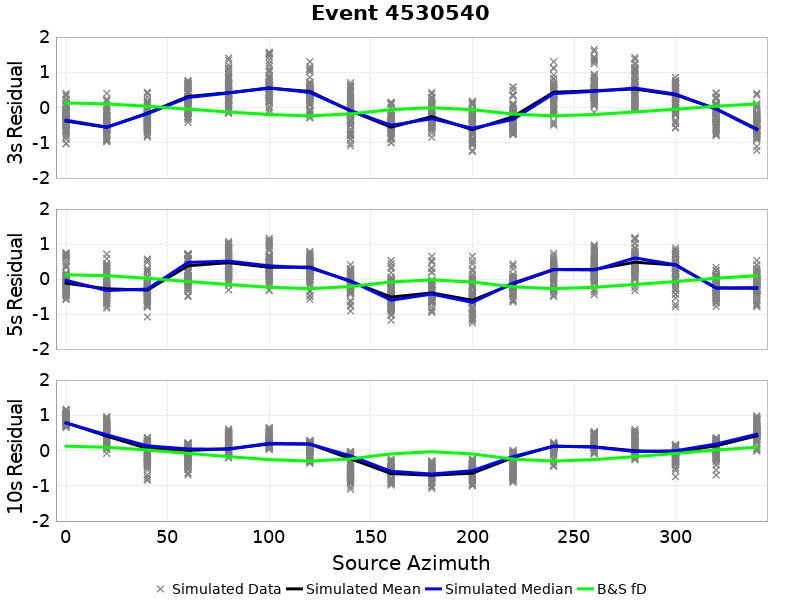 Event 4530540
3s Residual
2
1
0
-1
-2
5s Residual
2
1
0
-1
-2
10s Residual
2
1
0
-1
-2
0 50 100 150 200 250 300
Source Azimuth
Simulated Data Simulated Mean Simulated Median B&S fD